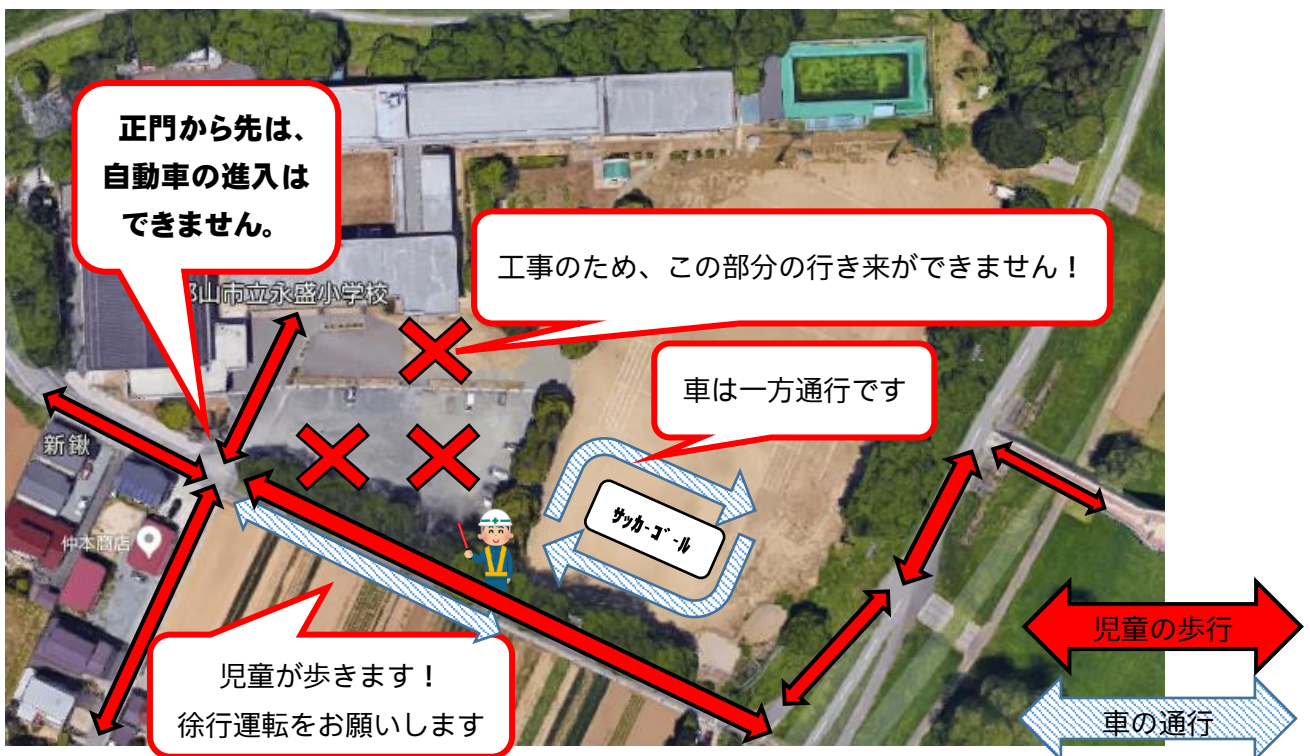 正門から先は、
自動車の進入は
できません。
工事のため、この部分の行き来ができません！
山市立永盛小学校
車は一方通行です
新鍬
ｻｯｶｰｺﾞｰﾙ
仲本商店
児童が歩きます！
徐行運転をお願いします
児童の歩行
車の通行